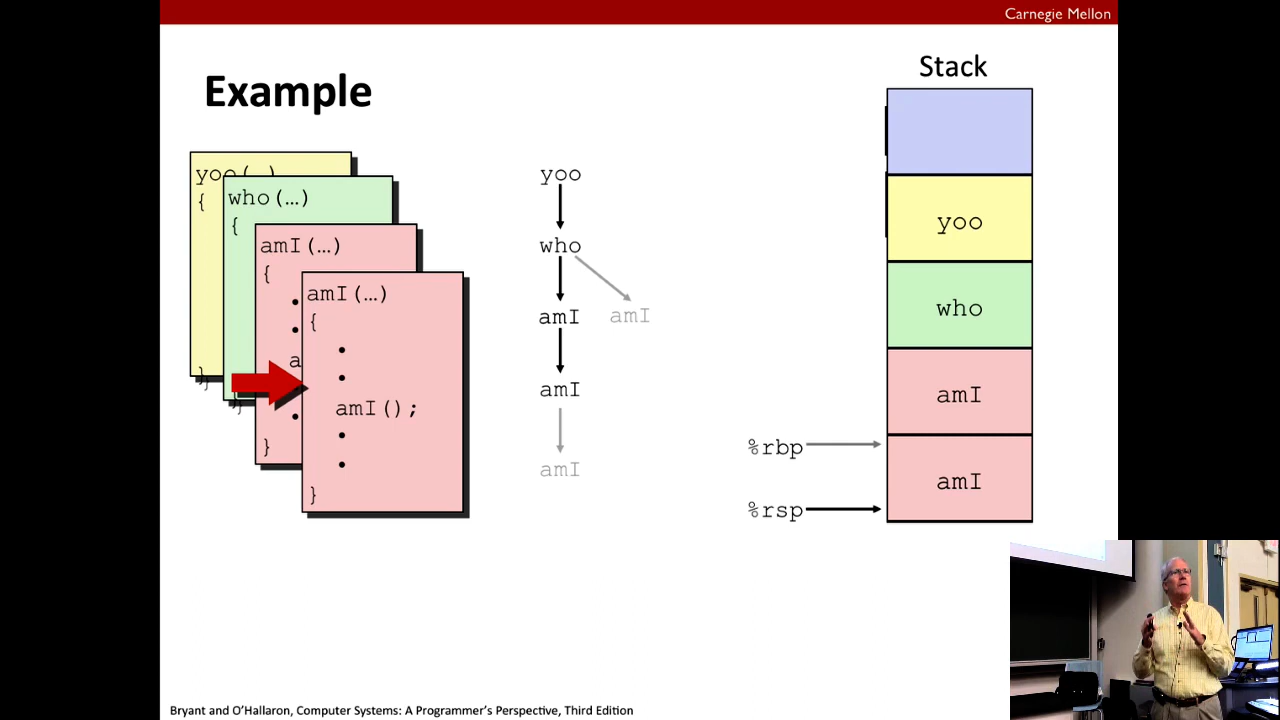 Carnegie Mellon
Example
Stack
yoo(…)
{
}
who(…)
{
}
amI(…)
{
•
•
a
•
}
amI(…)
{
•
•
amI();
•
•
}
yoo
who
amI amI
amI
amI
yoo
who
amI
amI
%rbp
%rsp
Bryant and O'Hallaron, Computer Systems: A Programmer's Perspective, Third Edition